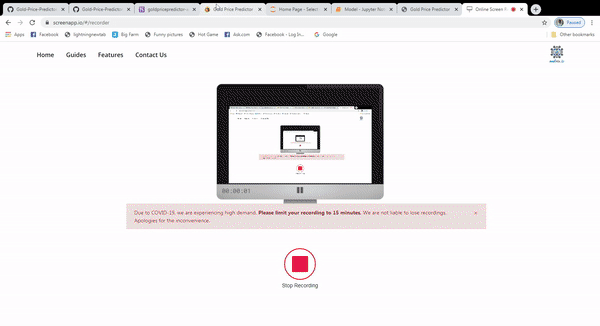 Gold-Price-Predictor
Gold-Price-Predictor
goldpricepredictor
Gold Price Predictor
Home Page - Select
Model - Jupyter No
Gold Price Predictor
Online Screen R
screenapp.io/#/recorder
Paused
Apps
Facebook
lightningnewtab
Big Farm
Funny pictures
Hot Game
Ask.com
Facebook - Log In...
Other bookmarks
Home
Guides
Features
Contact Us
00:00:01
Due to COVID-19, we are experiencing high demand. Please limit your recording to 15 minutes. We are not liable to lose recordings.
Apologies for the inconvenience.
Stop Recording